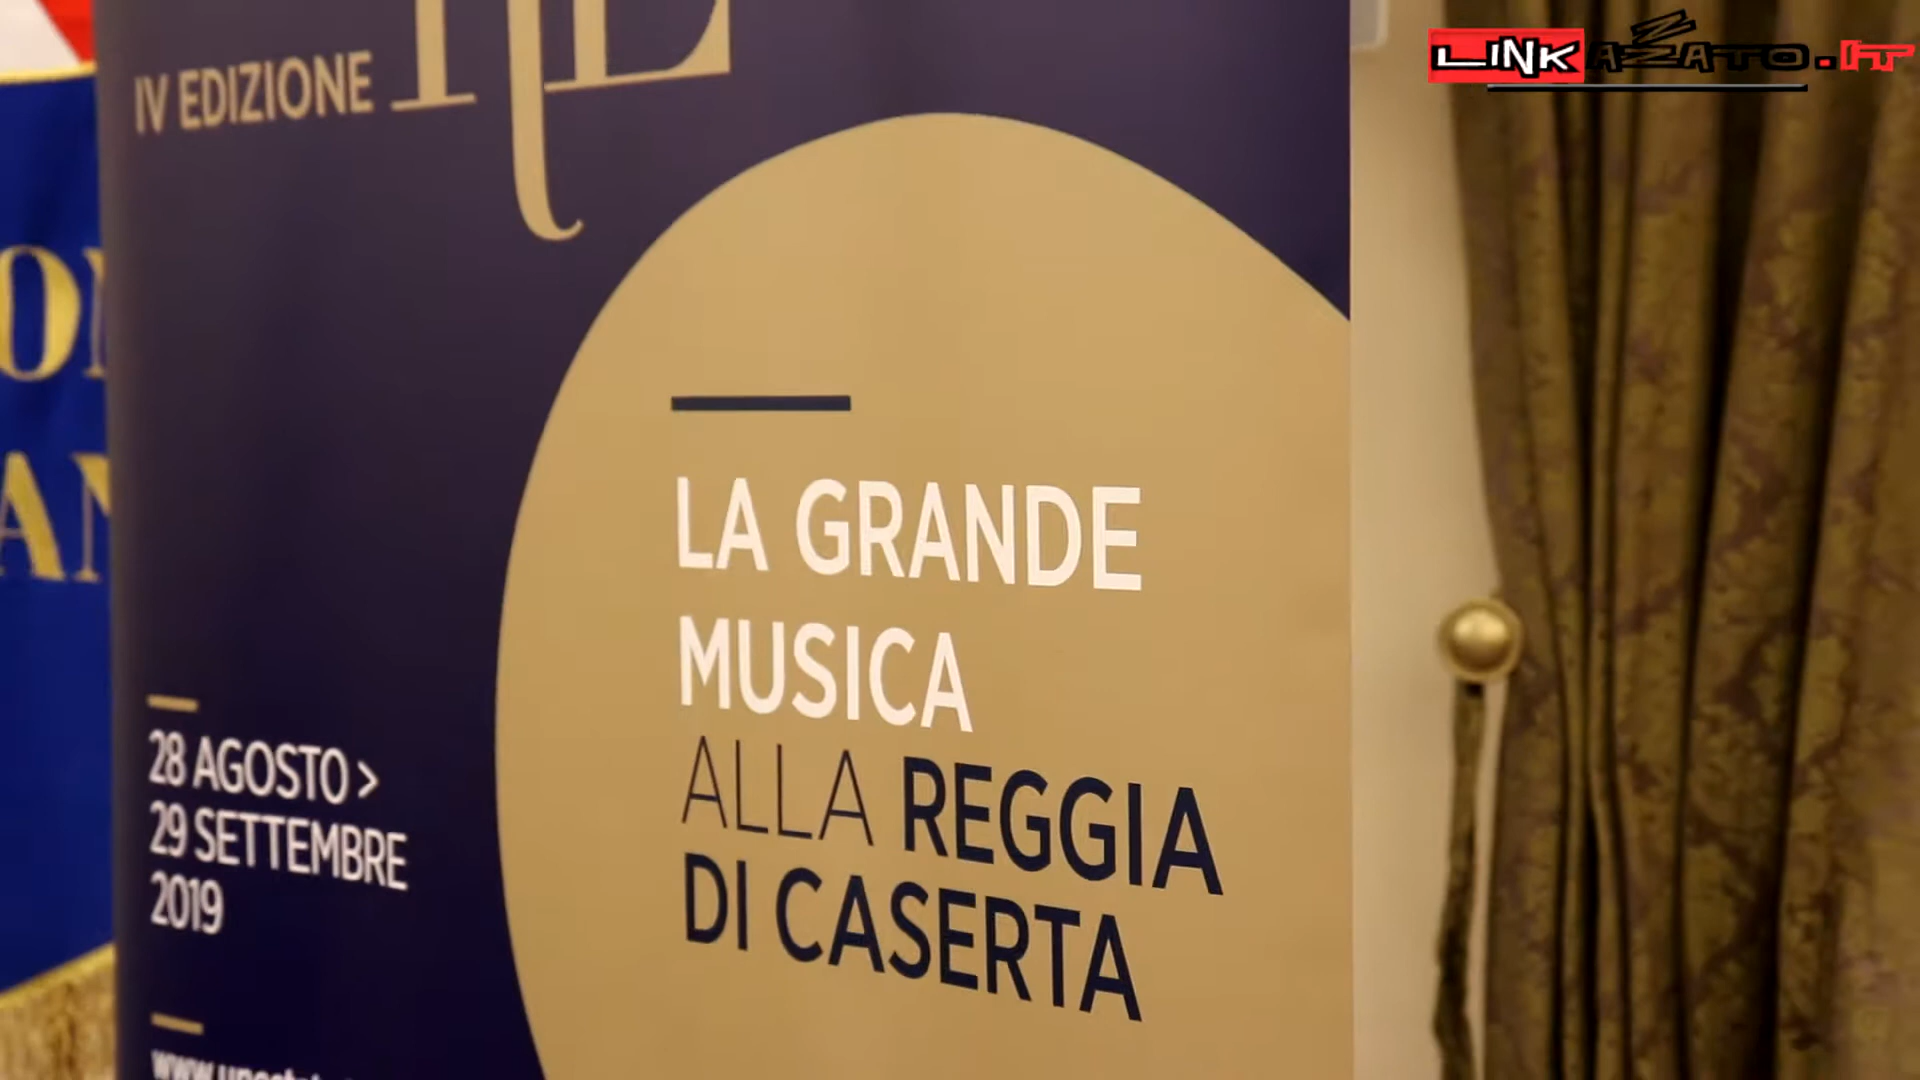 LINKAZZATO.IT
IV EDIZIONE
LA GRANDE
MUSICA
ALLA REGGIA
DI CASERTA
28 AGOSTO >
29 SETTEMBRE
2019